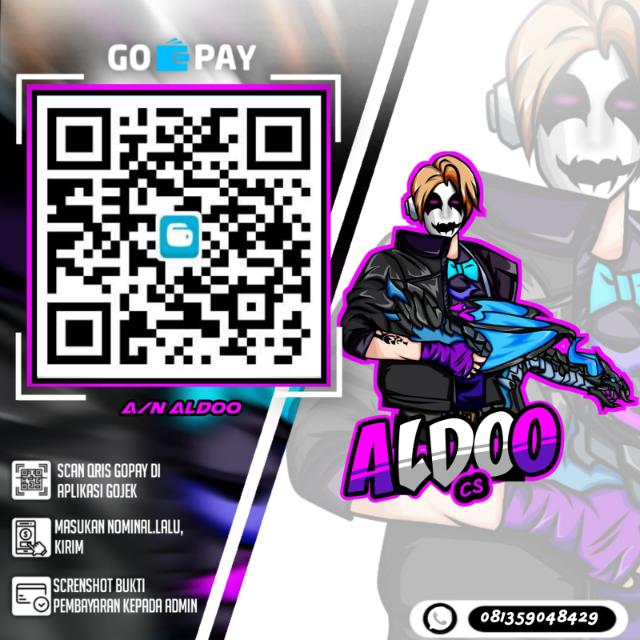 GO PAY
A/N ALDOO
SCAN QRIS GOPAY DI
APLIKASI GOJEK
MASUKAN NOMINAL.LALU,
KIRIM
SCRENSHOT BUKTI
PEMBAYARAN KEPADA ADMIN
ALDOO
CS
081359048429